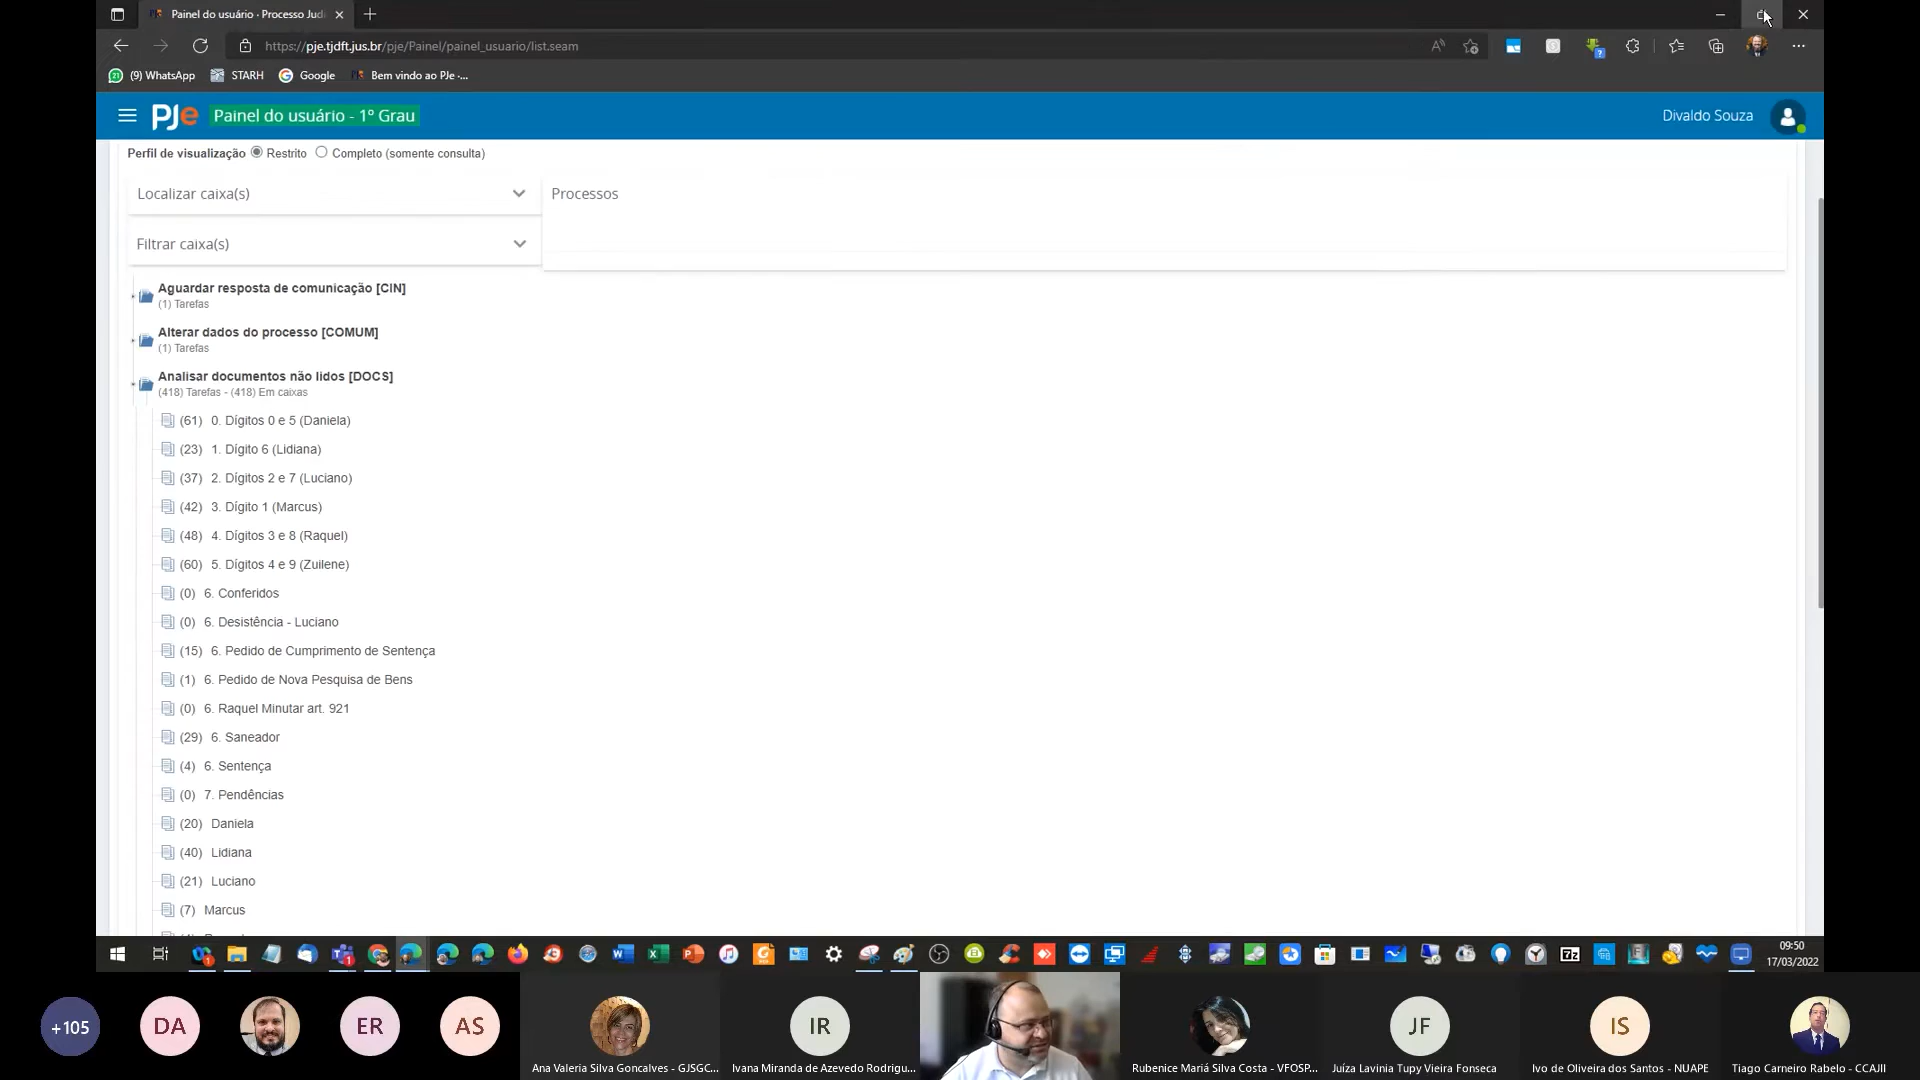 Painel do usuário · Processo Jud
https://pje.tjdft.jus.br/pje/Painel/painel_usuario/list.seam
(9) WhatsApp
STARH
Google
Bem vindo ao PJe ·...
PJe
Painel do usuário - 1º Grau
Divaldo Souza
Perfil de visualização Restrito Completo (somente consulta)
Localizar caixa(s)
Processos
Filtrar caixa(s)
Aguardar resposta de comunicação [CIN]
(1) Tarefas
Alterar dados do processo [COMUM]
(1) Tarefas
Analisar documentos não lidos [DOCS]
(418) Tarefas - (418) Em caixas
(61) 0. Dígitos 0 e 5 (Daniela)
(23) 1. Dígito 6 (Lidiana)
(37) 2. Dígitos 2 e 7 (Luciano)
(42) 3. Dígito 1 (Marcus)
(48) 4. Dígitos 3 e 8 (Raquel)
(60) 5. Dígitos 4 e 9 (Zuilene)
(0) 6. Conferidos
(0) 6. Desistência - Luciano
(15) 6. Pedido de Cumprimento de Sentença
(1) 6. Pedido de Nova Pesquisa de Bens
(0) 6. Raquel Minutar art. 921
(29) 6. Saneador
(4) 6. Sentença
(0) 7. Pendências
(20) Daniela
(40) Lidiana
(21) Luciano
(7) Marcus
09:50
17/03/2022
+105
DA
ER
AS
IR
JF
IS
Ana Valeria Silva Goncalves - GJSGC...
Ivana Miranda de Azevedo Rodrigu...
Rubenice Mariá Silva Costa - VFOSP...
Juíza Lavinia Tupy Vieira Fonseca
Ivo de Oliveira dos Santos - NUAPE
Tiago Carneiro Rabelo - CCAJII